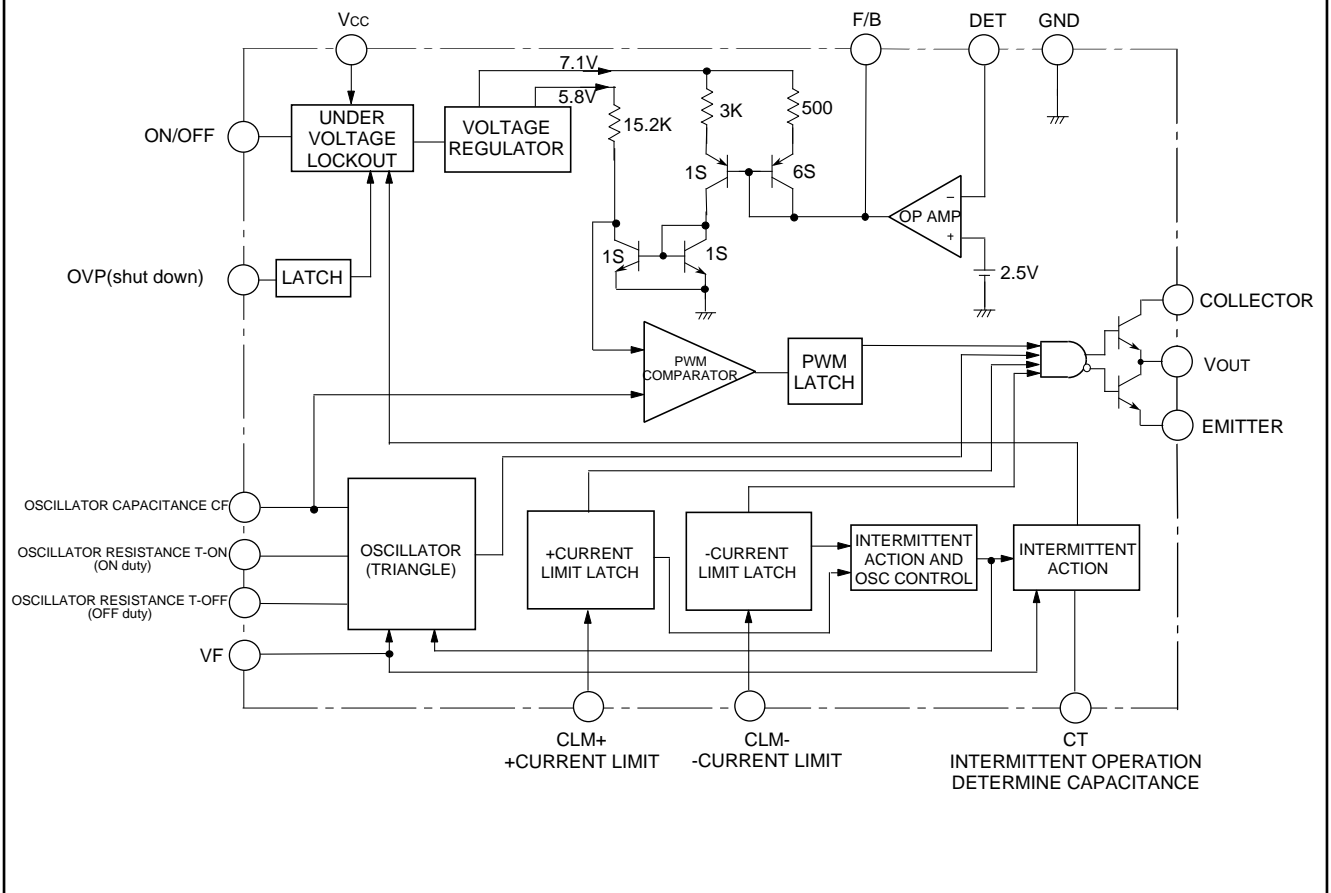 VCC
F/B
DET
GND
7.1V
5.8V
ON/OFF
UNDER
VOLTAGE
LOCKOUT
VOLTAGE
REGULATOR
15.2K
3K
500
1S
6S
OP AMP
–
+
2.5V
1S
1S
OVP(shut down)
LATCH
COLLECTOR
PWM
COMPARATOR
PWM
LATCH
VOUT
EMITTER
OSCILLATOR CAPACITANCE CF
OSCILLATOR RESISTANCE T-ON
(ON duty)
OSCILLATOR RESISTANCE T-OFF
(OFF duty)
VF
OSCILLATOR
(TRIANGLE)
+CURRENT
LIMIT LATCH
-CURRENT
LIMIT LATCH
INTERMITTENT
ACTION AND
OSC CONTROL
INTERMITTENT
ACTION
CLM+
+CURRENT LIMIT
CLM-
-CURRENT LIMIT
CT
INTERMITTENT OPERATION
DETERMINE CAPACITANCE